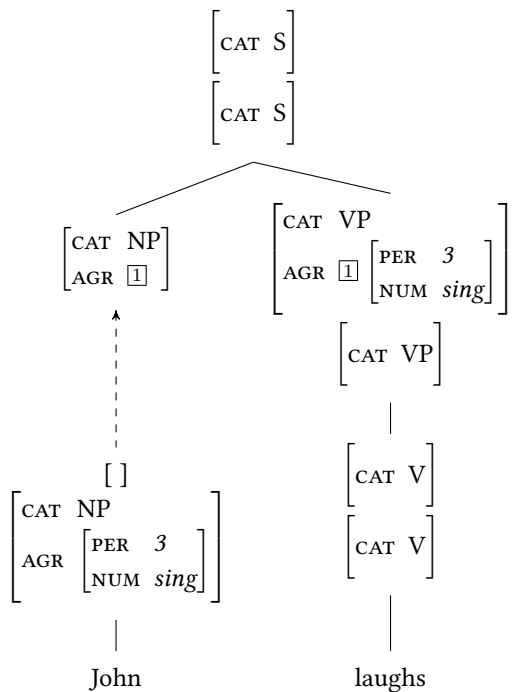 [CAT S]
[CAT S]
[CAT NP
AGR 1]
[CAT VP
AGR 1 [PER 3
NUM sing]]
[CAT VP]
[ ]
[CAT NP
AGR [PER 3
NUM sing]]
[CAT V]
[CAT V]
John
laughs